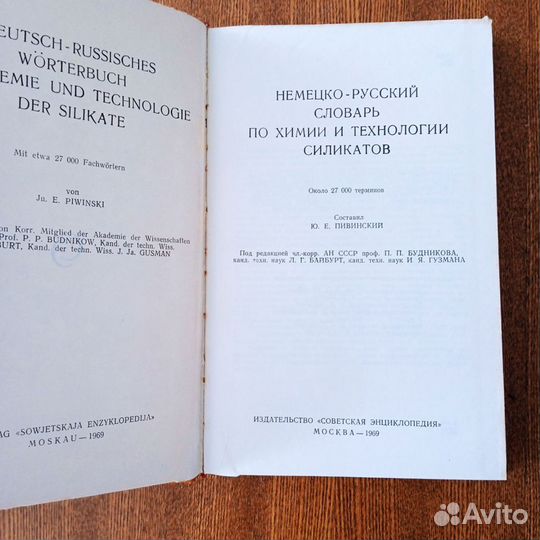 EUTSCH-RUSSISCHES
WÖRTERBUCH
EMIE UND TECHNOLOGIE
DER SILIKATE
Mit etwa 27 000 Fachwörtern
von
Ju. E. PIWINSKI
on Korr. Mitglied der Akademie der Wissenschaften
Prof. P. P. BUDNIKOW, Kand. der techn. Wiss.
BURT, Kand. der techn. Wiss. J. Ja. GUSMAN
AG «SOWJETSKAJA ENZYKLOPEDIJA»
MOSKAU—1969
НЕМЕЦКО-РУССКИЙ
СЛОВАРЬ
ПО ХИМИИ И ТЕХНОЛОГИИ
СИЛИКАТОВ
Около 27 000 терминов
Составил
Ю. Е. ПИВИНСКИЙ
Под редакцией чл.-корр. АН СССР проф. П. П. БУДНИКОВА,
канд. техн. наук Л. Г. БАЙБУРТ, канд. техн. наук И. Я. ГУЗМАНА
ИЗДАТЕЛЬСТВО «СОВЕТСКАЯ ЭНЦИКЛОПЕДИЯ»
МОСКВА—1969
Avito